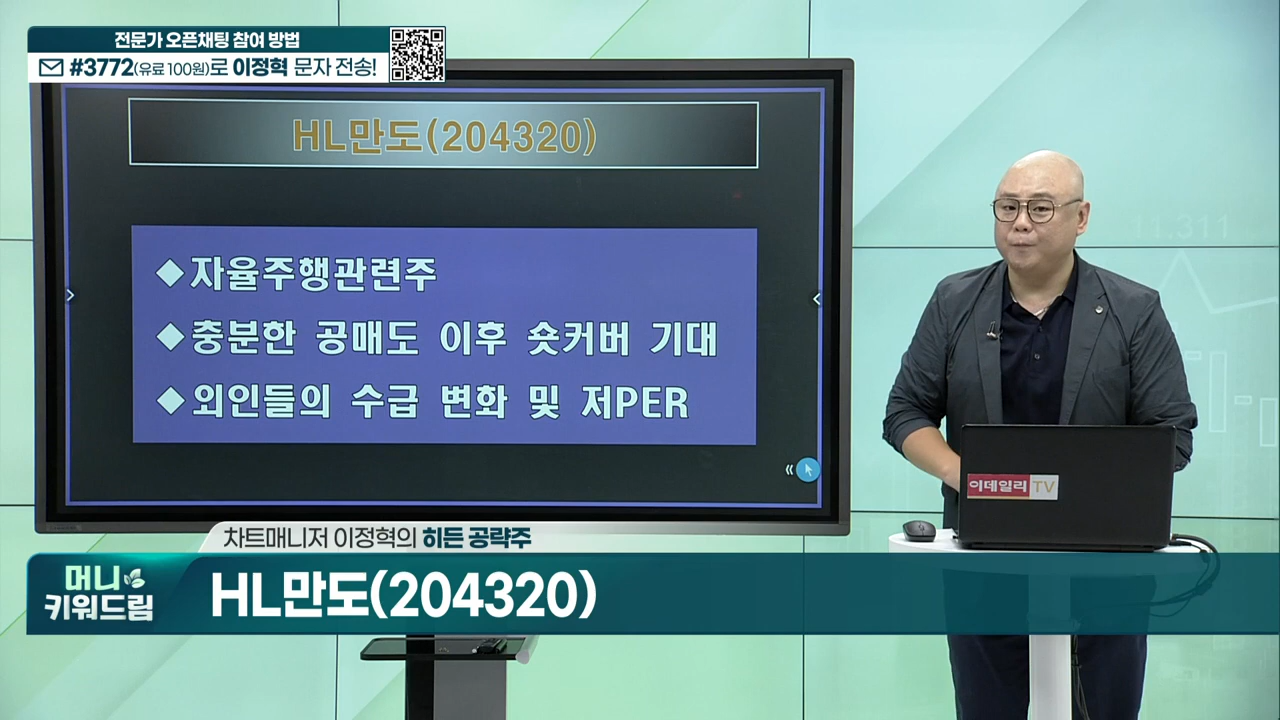 전문가 오픈채팅 참여 방법
#3772(유료 100원)로 이정혁 문자 전송!
HL만도(204320)
◆자율주행관련주
◆충분한 공매도 이후 숏커버 기대
◆외인들의 수급 변화 및 저PER
11.311
이데일리TV
차트매니저 이정혁의 히든 공략주
머니
키워드림
HL만도(204320)